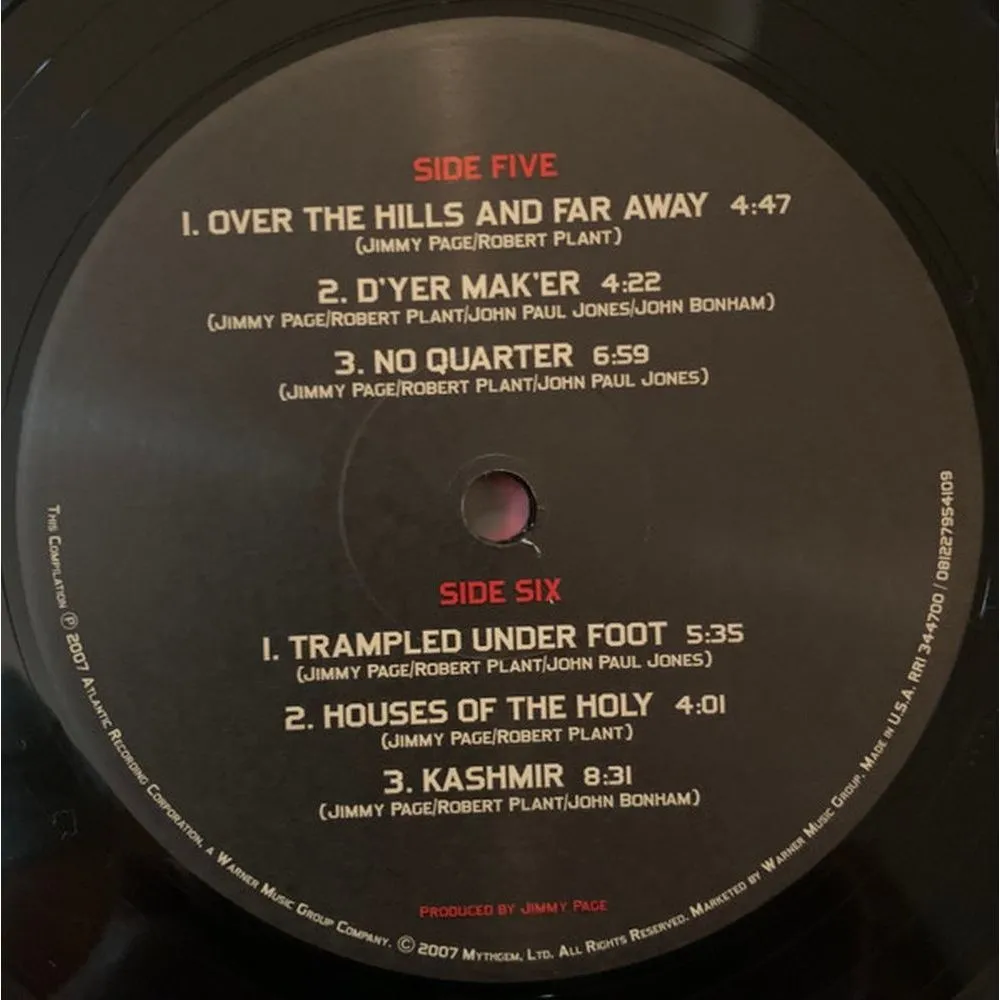 SIDE FIVE
1. OVER THE HILLS AND FAR AWAY 4:47
(JIMMY PAGE/ROBERT PLANT)
2. D'YER MAK'ER 4:22
(JIMMY PAGE/ROBERT PLANT/JOHN PAUL JONES/JOHN BONHAM)
3. NO QUARTER 6:59
(JIMMY PAGE/ROBERT PLANT/JOHN PAUL JONES)
SIDE SIX
1. TRAMPLED UNDER FOOT 5:35
(JIMMY PAGE/ROBERT PLANT/JOHN PAUL JONES)
2. HOUSES OF THE HOLY 4:01
(JIMMY PAGE/ROBERT PLANT)
3. KASHMIR 8:31
(JIMMY PAGE/ROBERT PLANT/JOHN BONHAM)
PRODUCED BY JIMMY PAGE
THIS COMPILATION ℗ 2007 ATLANTIC RECORDING CORPORATION, A WARNER MUSIC GROUP COMPANY. © 2007 MYTHGEM, LTD. ALL RIGHTS RESERVED. MARKETED BY WARNER MUSIC GROUP. MADE IN U.S.A. RR1 344700 / 081227954109